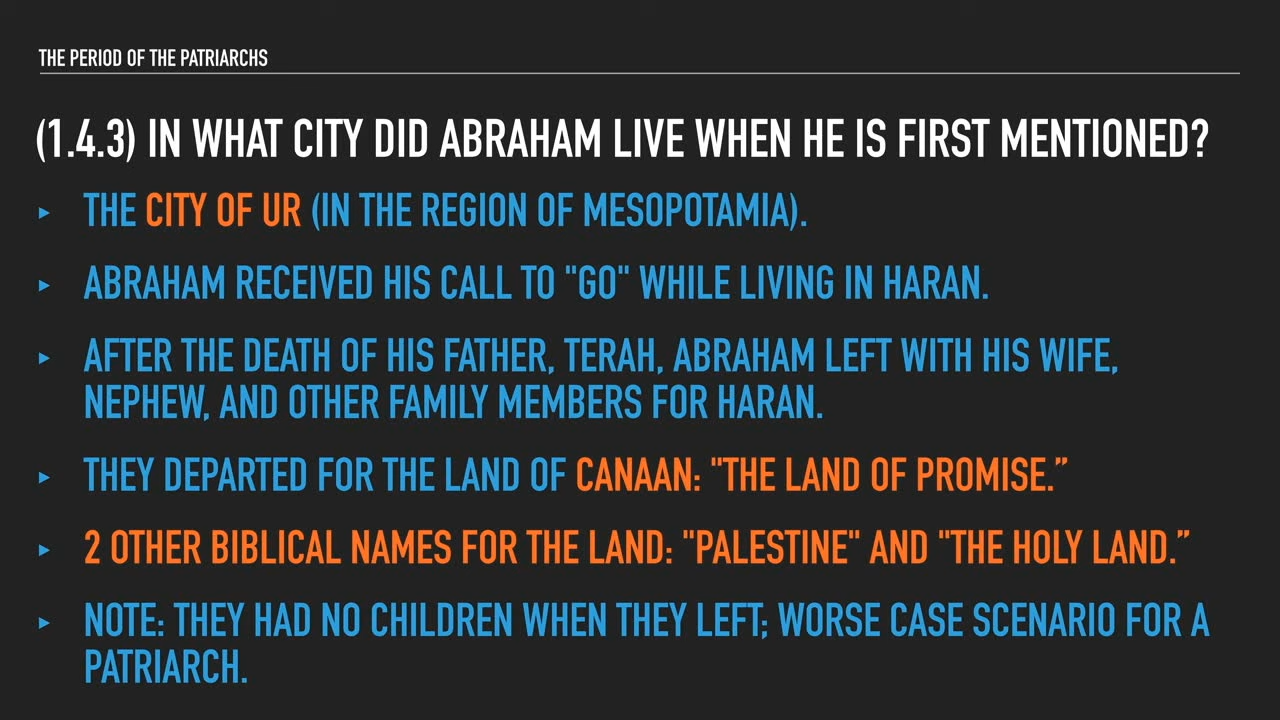 THE PERIOD OF THE PATRIARCHS
(1.4.3) IN WHAT CITY DID ABRAHAM LIVE WHEN HE IS FIRST MENTIONED?
▸ THE CITY OF UR (IN THE REGION OF MESOPOTAMIA).
▸ ABRAHAM RECEIVED HIS CALL TO "GO" WHILE LIVING IN HARAN.
▸ AFTER THE DEATH OF HIS FATHER, TERAH, ABRAHAM LEFT WITH HIS WIFE,
NEPHEW, AND OTHER FAMILY MEMBERS FOR HARAN.
▸ THEY DEPARTED FOR THE LAND OF CANAAN: "THE LAND OF PROMISE.”
▸ 2 OTHER BIBLICAL NAMES FOR THE LAND: "PALESTINE" AND "THE HOLY LAND.”
▸ NOTE: THEY HAD NO CHILDREN WHEN THEY LEFT; WORSE CASE SCENARIO FOR A
PATRIARCH.